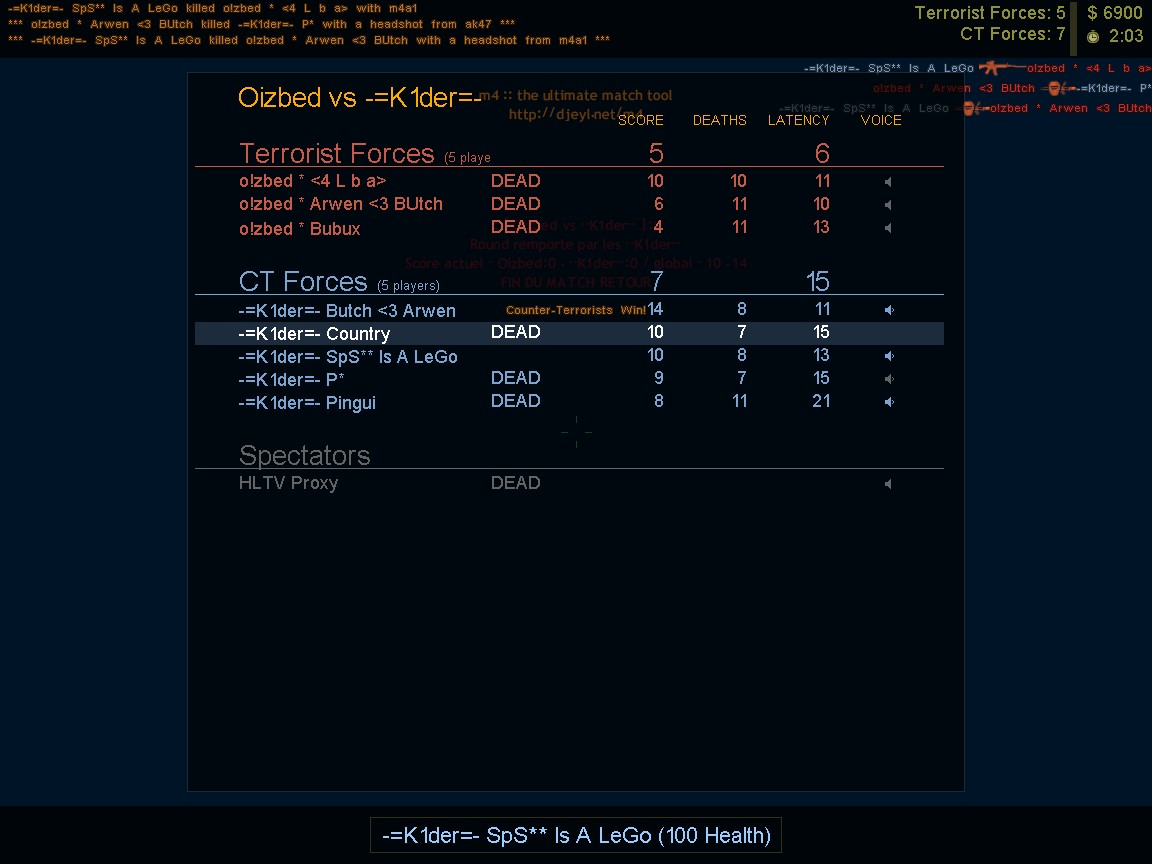 -=K1der=- SpS** Is A LeGo killed o!zbed * <4 L b a> with m4a1
*** o!zbed * Arwen <3 BUtch killed -=K1der=- P* with a headshot from ak47 ***
*** -=K1der=- SpS** Is A LeGo killed o!zbed * Arwen <3 BUtch with a headshot from m4a1 ***
Terrorist Forces: 5 $ 6900
CT Forces: 7 2:03
-=K1der=- SpS** Is A LeGo o!zbed * <4 L b a>
o!zbed * Arwen <3 BUtch -=K1der=- P*
-=K1der=- SpS** Is A LeGo o!zbed * Arwen <3 BUtch
Oizbed vs -=K1der=-
m4 :: the ultimate match tool
http://djeyl.net/m4
SCORE DEATHS LATENCY VOICE
Terrorist Forces (5 playe 5 6
o!zbed * <4 L b a> DEAD 10 10 11
o!zbed * Arwen <3 BUtch DEAD 6 11 10
o!zbed * Bubux DEAD 4 11 13
Round remporte par les -=K1der=-
Score actuel - Oizbed:0 - -=K1der=-:0 / global - 10 -14
FIN DU MATCH RETOUR
CT Forces (5 players) 7 15
-=K1der=- Butch <3 Arwen 14 8 11
Counter-Terrorists Win!
-=K1der=- Country DEAD 10 7 15
-=K1der=- SpS** Is A LeGo 10 8 13
-=K1der=- P* DEAD 9 7 15
-=K1der=- Pingui DEAD 8 11 21
Spectators
HLTV Proxy DEAD
-=K1der=- SpS** Is A LeGo (100 Health)